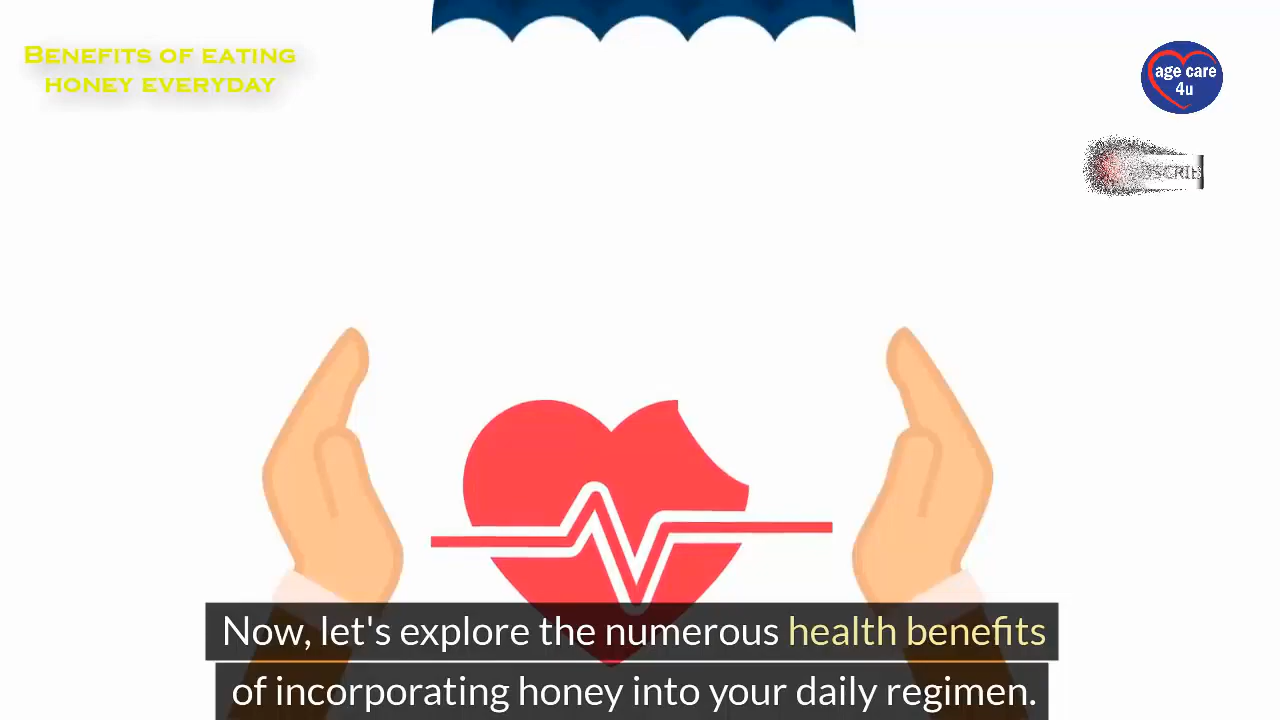 BENEFITS OF EATING
HONEY EVERYDAY
age care
4u
Now, let's explore the numerous health benefits
of incorporating honey into your daily regimen.